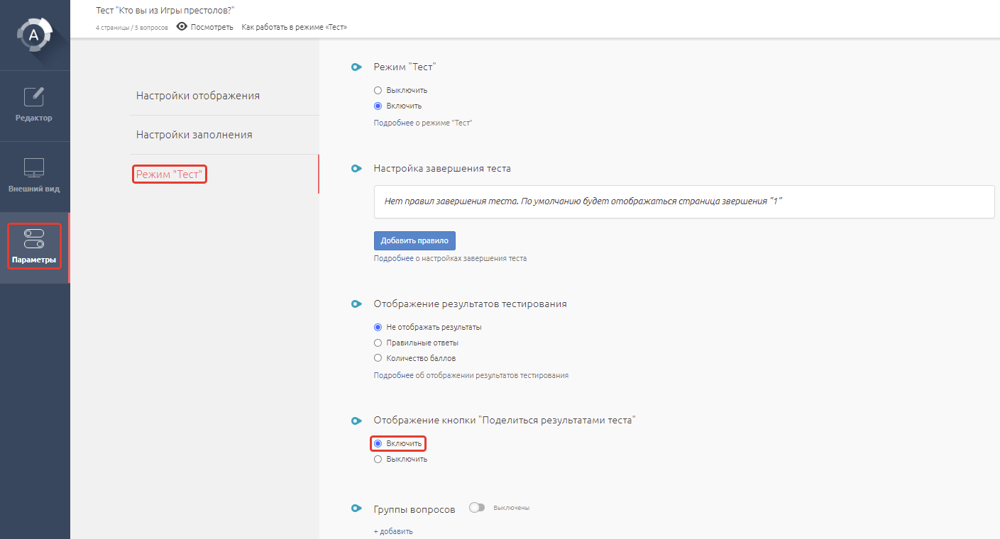 Тест "Кто вы из Игры престолов?"
4 страницы / 5 вопросов Посмотреть Как работать в режиме «Тест»
A
Редактор
Внешний вид
Параметры
Настройки отображения
Настройки заполнения
Режим "Тест"
Режим "Тест"
Выключить
Включить
Подробнее о режиме "Тест"
Настройка завершения теста
Нет правил завершения теста. По умолчанию будет отображаться страница звершения "1"
Добавить правило
Подробнее о настройках завершения теста
Отображение результатов тестирования
Не отображать результаты
Правильные ответы
Количество баллов
Подробнее об отображении результатов тестирования
Отображение кнопки "Поделиться результатами теста"
Включить
Выключить
Группы вопросов Выключены
+ добавить